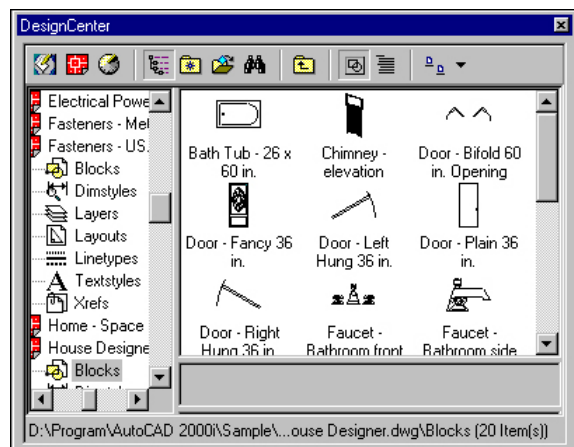 DesignCenter
Electrical Powe
Fasteners - Met
Fasteners - US.
Blocks
Dimstyles
Layers
Layouts
Linetypes
Textstyles
Xrefs
Home - Space
House Designe
Blocks
Bath Tub - 26 x
60 in.
Chimney -
elevation
Door - Bifold 60
in. Opening
Door - Fancy 36
in.
Door - Left
Hung 36 in.
Door - Plain 36
in.
Door - Right
Hung 36 in.
Faucet -
Bathroom front
Faucet -
Bathroom side
D:\Program\AutoCAD 2000i\Sample\...ouse Designer.dwg\Blocks (20 Item(s))